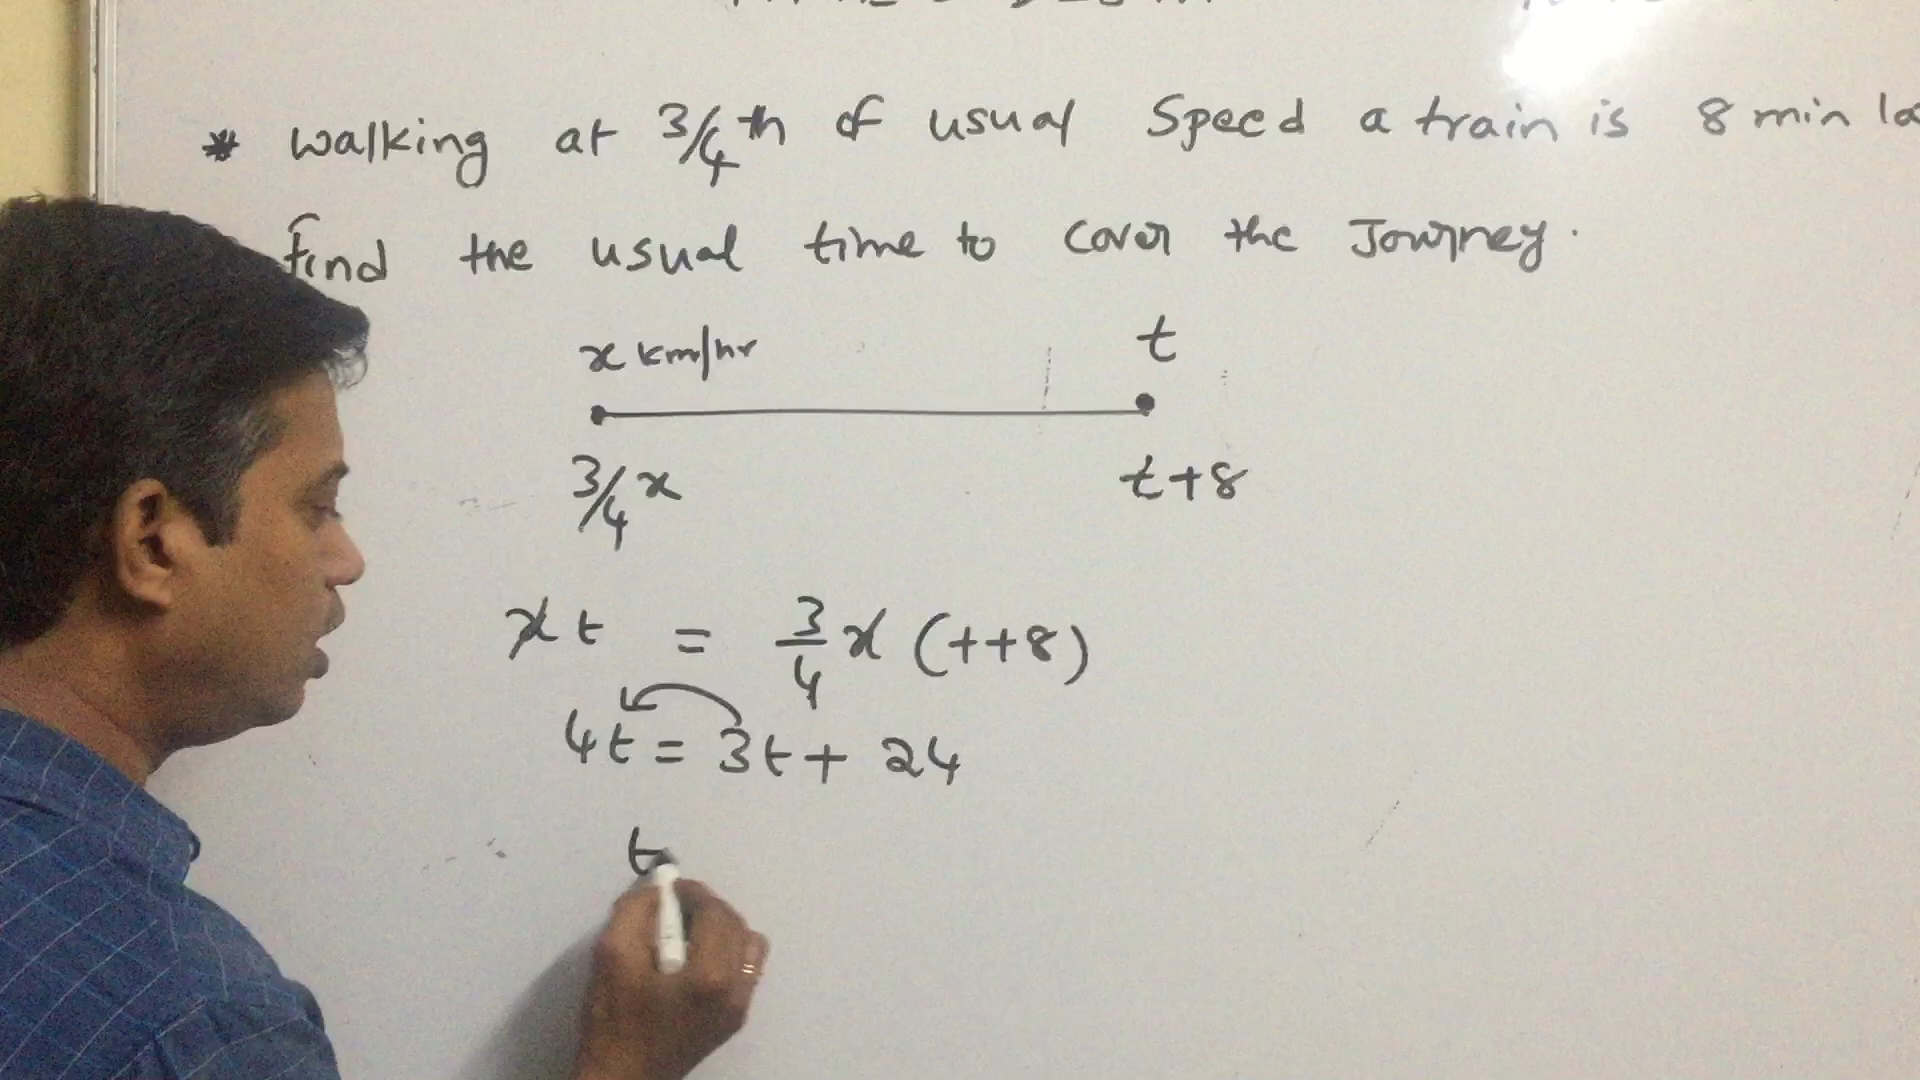 * Walking at 3/4th of usual Speed a train is 8 min la
find the usual time to cover the Journey.
x km/hr t
3/4 x t+8
xt = 3/4 x (t+8)
4t = 3t + 24
t